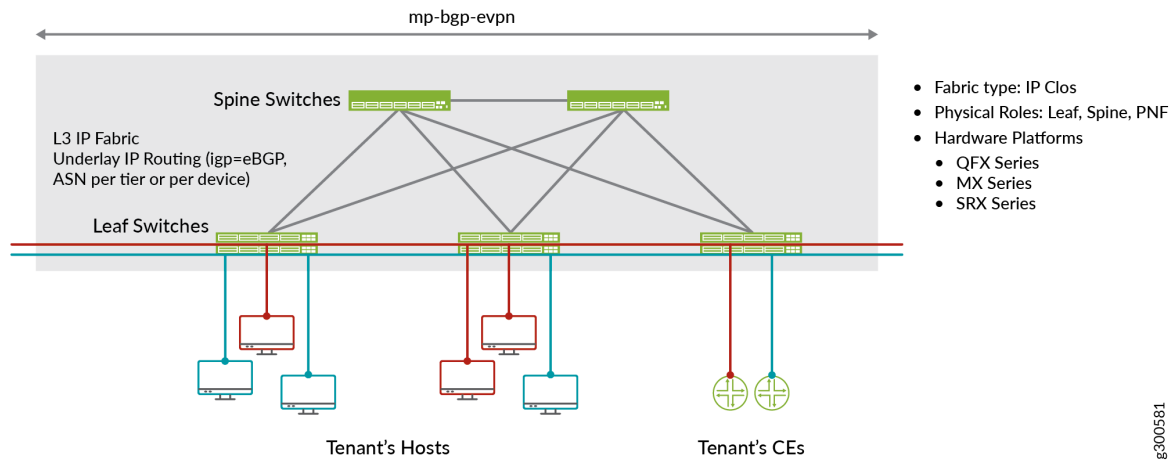 mp-bgp-evpn
Spine Switches
L3 IP Fabric
Underlay IP Routing (igp=eBGP,
ASN per tier or per device)
Leaf Switches
• Fabric type: IP Clos
• Physical Roles: Leaf, Spine, PNF
• Hardware Platforms
• QFX Series
• MX Series
• SRX Series
Tenant's Hosts
Tenant's CEs
g300581